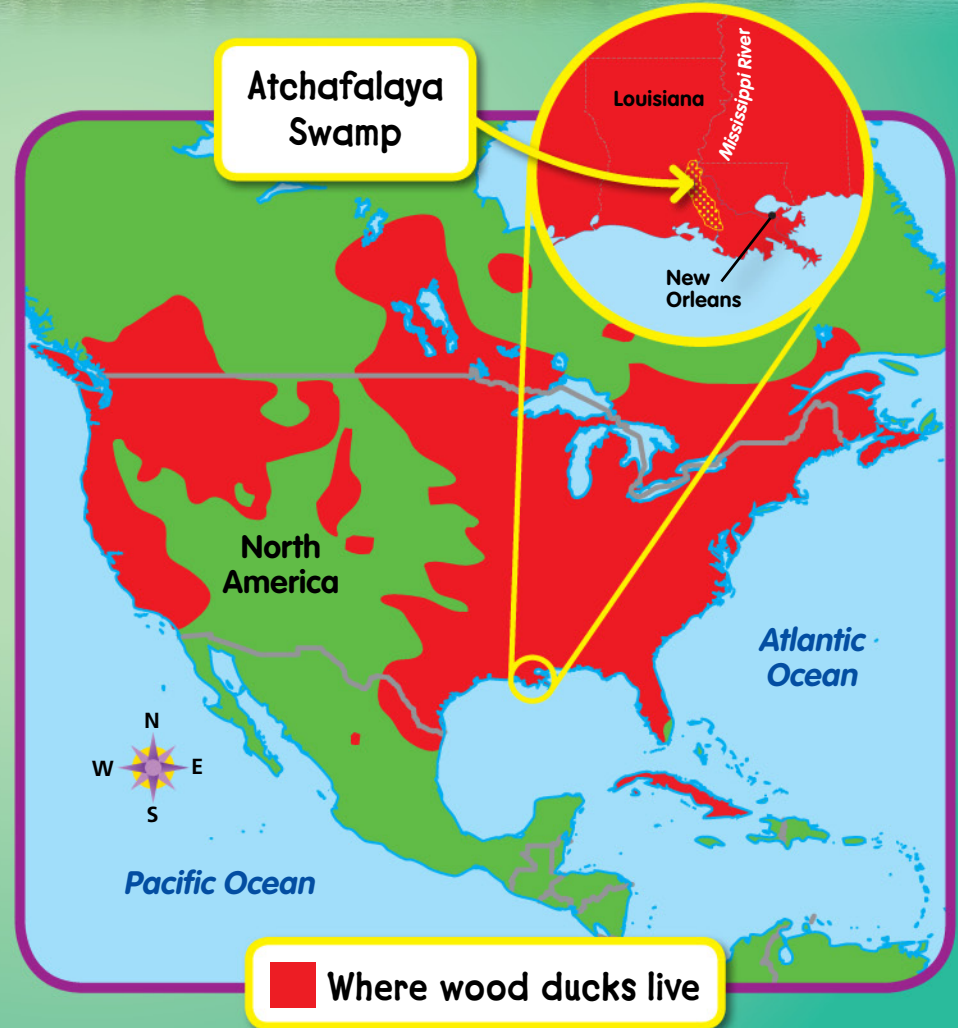 Atchafalaya
Swamp
Louisiana
Mississippi River
New
Orleans
North
America
Atlantic
Ocean
N
W
E
S
Pacific Ocean
Where wood ducks live